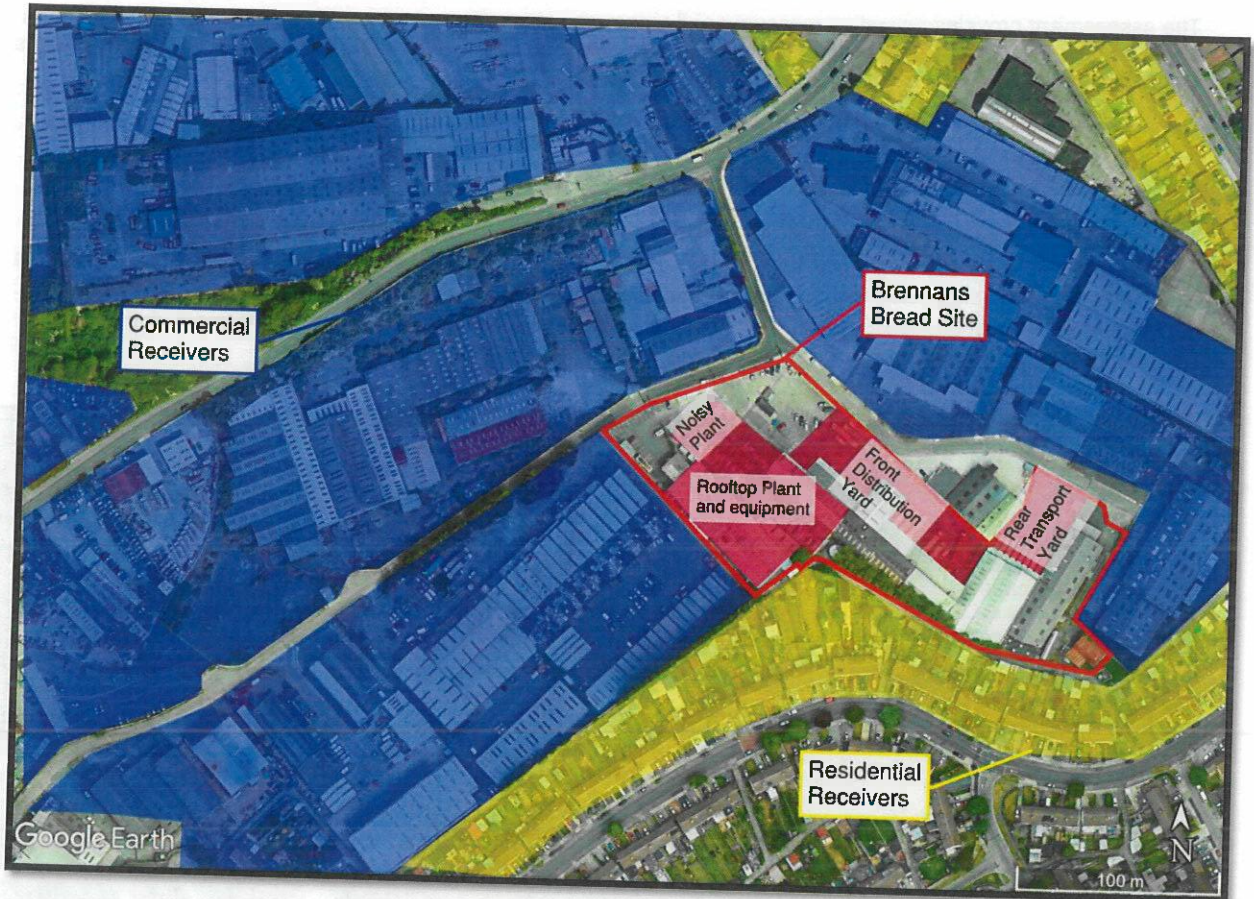 Commercial
Receivers
Brennans
Bread Site
Noisy
Plant
Rooftop Plant
and equipment
Front
Distribution
Yard
Rear
Transport
Yard
Residential
Receivers
Google Earth
N
100 m